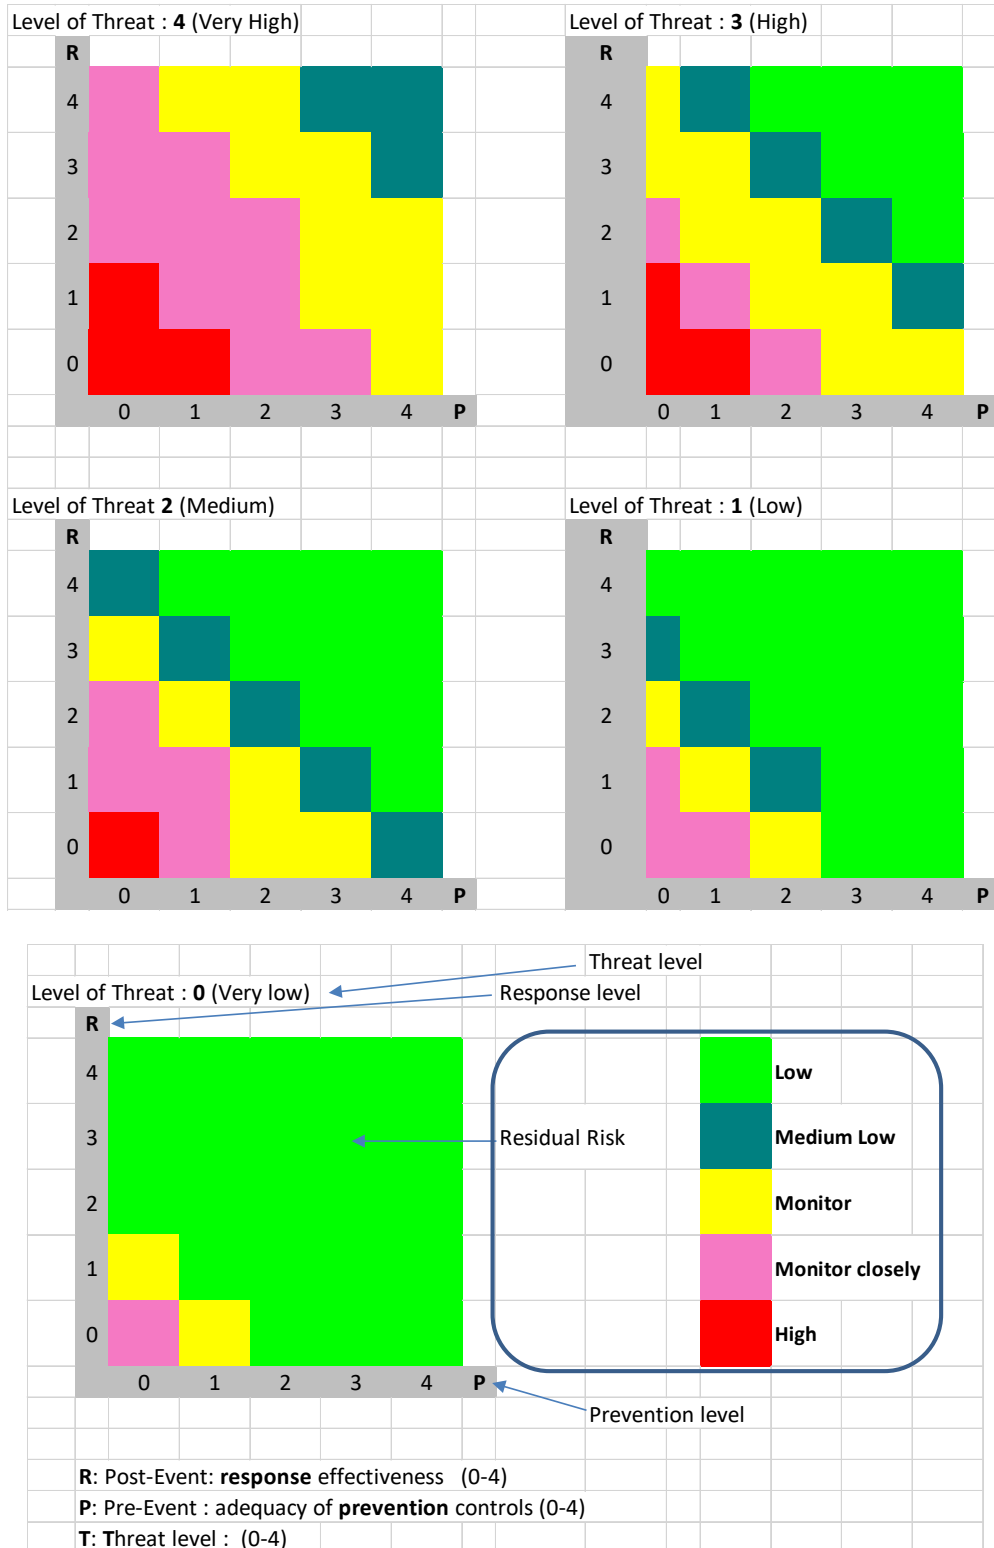 Level of Threat : 4 (Very High)
R
4
3
2
1
0
0 1 2 3 4 P
Level of Threat : 3 (High)
R
4
3
2
1
0
0 1 2 3 4 P
Level of Threat 2 (Medium)
R
4
3
2
1
0
0 1 2 3 4 P
Level of Threat : 1 (Low)
R
4
3
2
1
0
0 1 2 3 4 P
Threat level
Level of Threat : 0 (Very low)
Response level
R
4
3
2
1
0
0 1 2 3 4 P
Residual Risk
Prevention level
Low
Medium Low
Monitor
Monitor closely
High
R: Post-Event: response effectiveness (0-4)
P: Pre-Event : adequacy of prevention controls (0-4)
T: Threat level : (0-4)